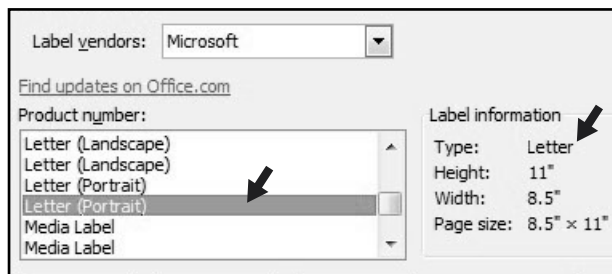 Label vendors: Microsoft
Find updates on Office.com
Product number:
Letter (Landscape)
Letter (Landscape)
Letter (Portrait)
Letter (Portrait)
Media Label
Media Label
Label information
Type: Letter
Height: 11"
Width: 8.5"
Page size: 8.5" × 11"